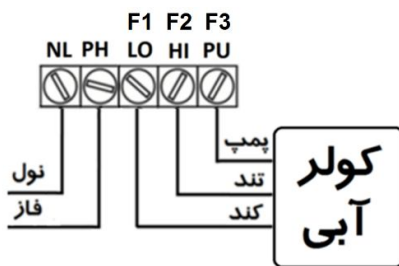 F1 F2 F3
NL PH LO HI PU
پمپ
تند
کند
نول
فاز
کولر
آبی